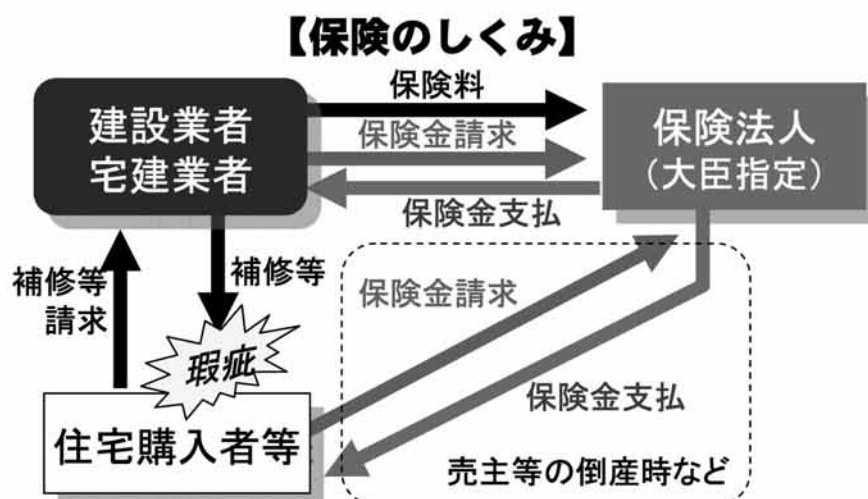 【保険のしくみ】
保険料
建設業者
宅建業者
保険金請求
保険法人
(大臣指定)
保険金支払
補修等
請求
補修等
保険金請求
瑕疵
保険金支払
住宅購入者等
売主等の倒産時など